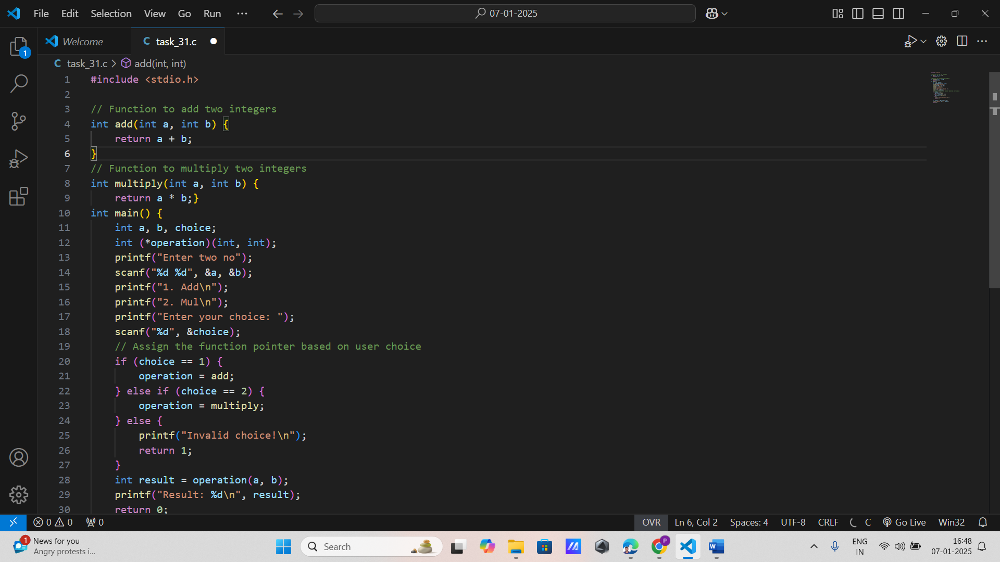 File Edit Selection View Go Run ... 07-01-2025
Welcome C task_31.c
C task_31.c > add(int, int)
1 #include <stdio.h>
2
3 // Function to add two integers
4 int add(int a, int b) {
5 return a + b;
6 }
7 // Function to multiply two integers
8 int multiply(int a, int b) {
9 return a * b;}
10 int main() {
11 int a, b, choice;
12 int (*operation)(int, int);
13 printf("Enter two no");
14 scanf("%d %d", &a, &b);
15 printf("1. Add\n");
16 printf("2. Mul\n");
17 printf("Enter your choice: ");
18 scanf("%d", &choice);
19 // Assign the function pointer based on user choice
20 if (choice == 1) {
21 operation = add;
22 } else if (choice == 2) {
23 operation = multiply;
24 } else {
25 printf("Invalid choice!\n");
26 return 1;
27 }
28 int result = operation(a, b);
29 printf("Result: %d\n", result);
30 return 0;
1
0 0 0 OVR Ln 6, Col 2 Spaces: 4 UTF-8 CRLF C Go Live Win32
1 News for you
Angry protests i...
Search
P
W
ENG
IN
16:48
07-01-2025